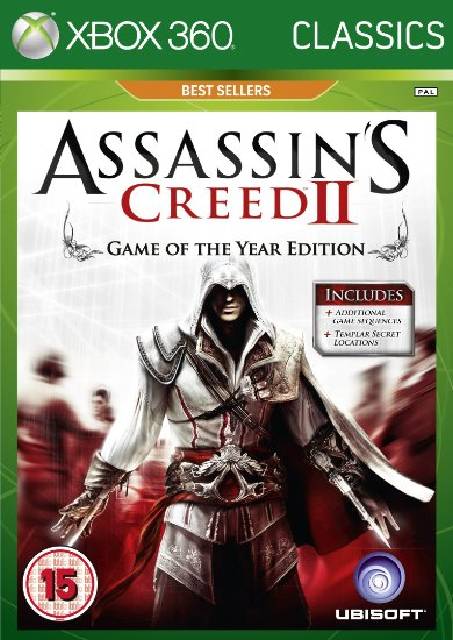 XBOX 360. CLASSICS
BEST SELLERS
PAL
ASSASSIN'S
CREED II
GAME OF THE YEAR EDITION
INCLUDES
+ ADDITIONAL
GAME SEQUENCES
+ TEMPLAR SECRET
LOCATIONS
15
UBISOFT